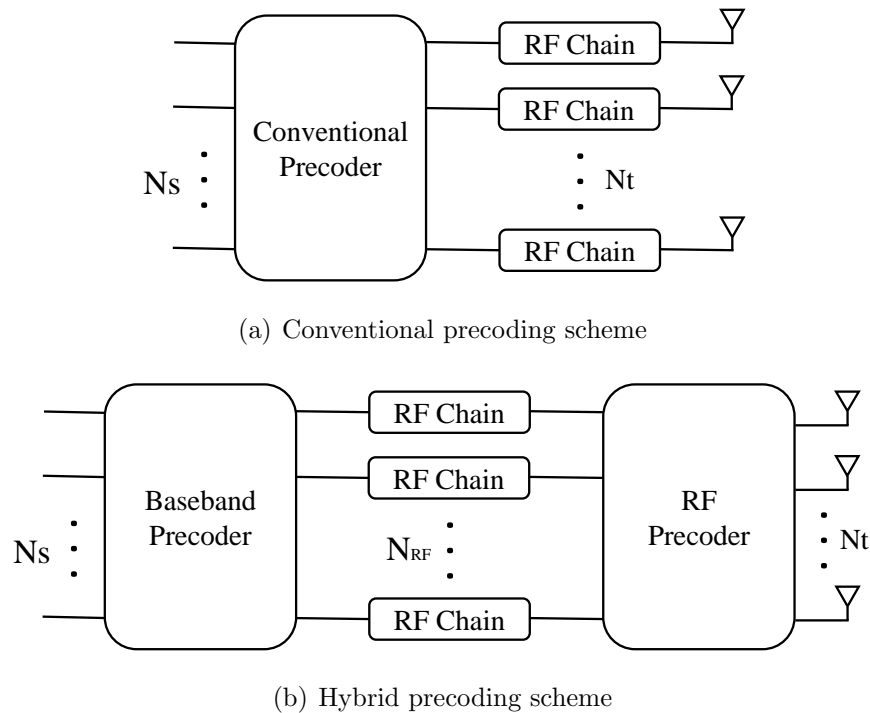 RF Chain
RF Chain
Conventional
Precoder
Ns
Nt
RF Chain
(a) Conventional precoding scheme
RF Chain
RF Chain
Baseband
Precoder
RF
Precoder
Ns
NRF
Nt
RF Chain
(b) Hybrid precoding scheme